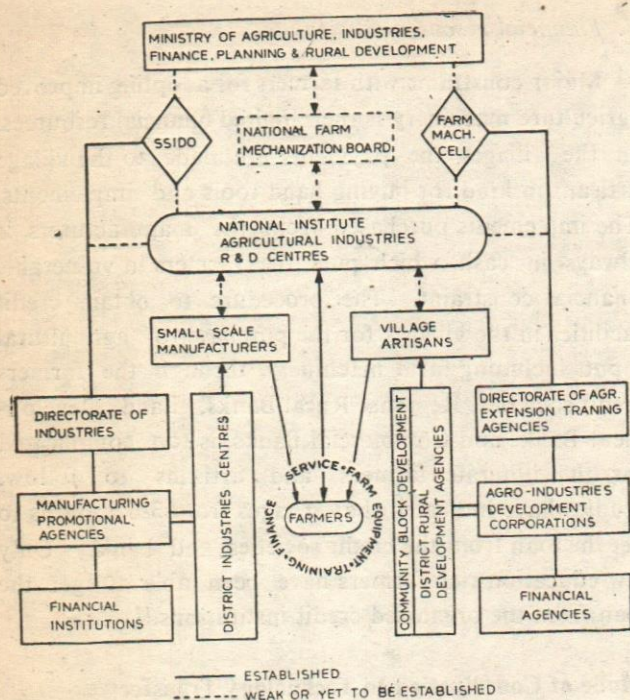 MINISTRY OF AGRICULTURE, INDUSTRIES,
FINANCE, PLANNING & RURAL DEVELOPMENT
SSIDO
NATIONAL FARM
MECHANIZATION BOARD
FARM
MACH.
CELL
NATIONAL INSTITUTE
AGRICULTURAL INDUSTRIES
R & D CENTRES
SMALL SCALE
MANUFACTURERS
VILLAGE
ARTISANS
DIRECTORATE OF
INDUSTRIES
MANUFACTURING
PROMOTIONAL
AGENCIES
FINANCIAL
INSTITUTIONS
DISTRICT INDUSTRIES CENTRES
SERVICE•FARM EQUIPMENT•TRAINING•FINANCE
FARMERS
COMMUNITY BLOCK DEVELOPMENT
DISTRICT RURAL
DEVELOPMENT AGENCIES
DIRECTORATE OF AGR.
EXTENSION TRANING
AGENCIES
AGRO-INDUSTRIES
DEVELOPMENT
CORPORATIONS
FINANCIAL
AGENCIES
ESTABLISHED
WEAK OR YET TO BE ESTABLISHED